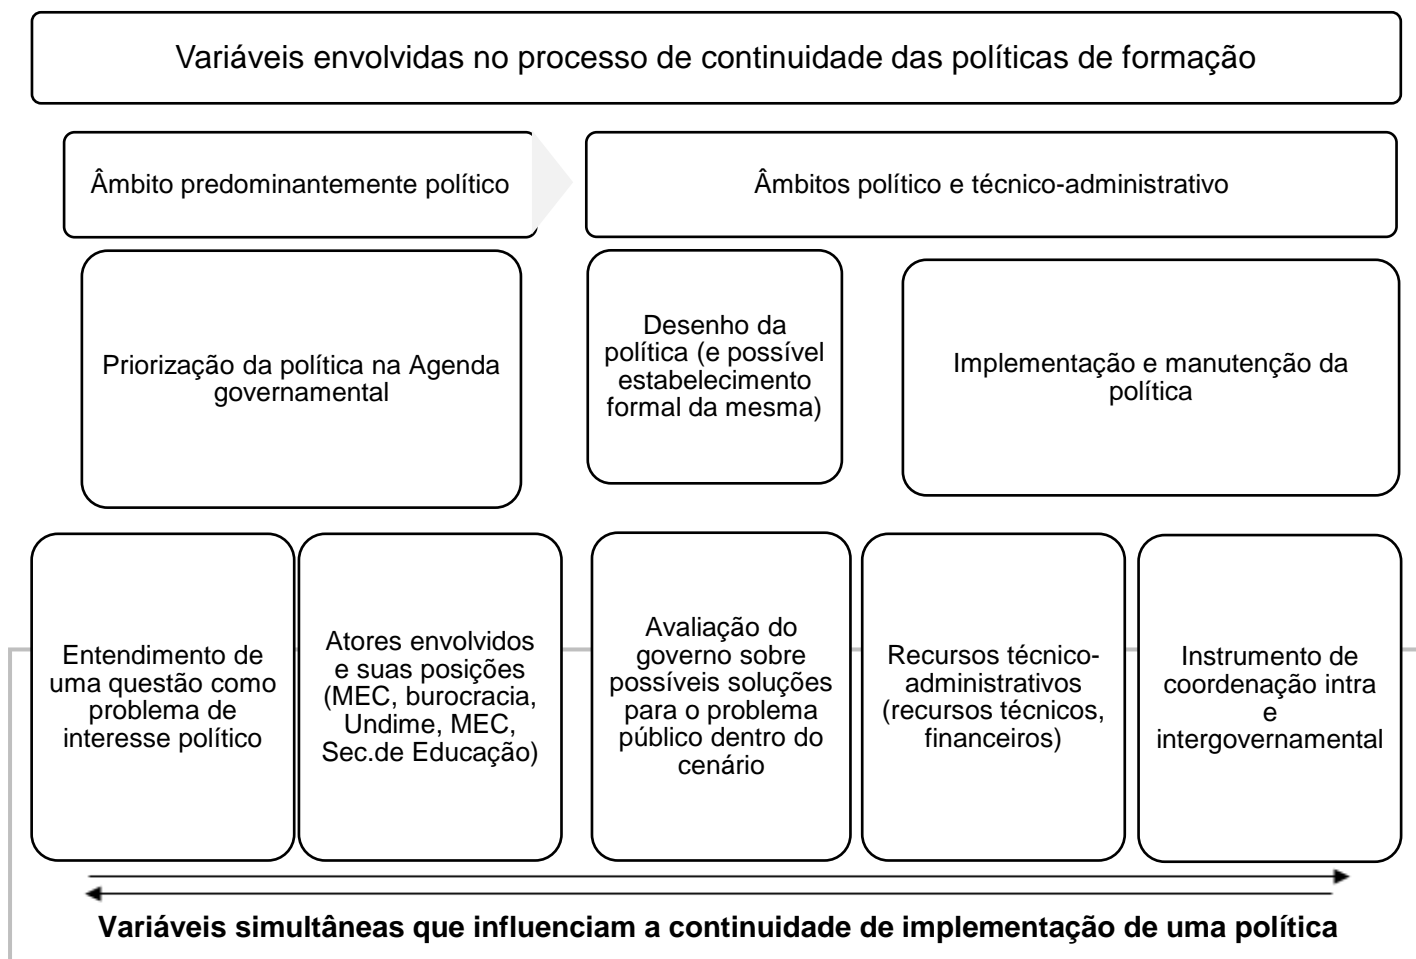 Variáveis envolvidas no processo de continuidade das políticas de formação
Âmbito predominantemente político
Âmbitos político e técnico-administrativo
Priorização da política na Agenda
governamental
Desenho da
política (e possível
estabelecimento
formal da mesma)
Implementação e manutenção da
política
Entendimento de
uma questão como
problema de
interesse político
Atores envolvidos
e suas posições
(MEC, burocracia,
Undime, MEC,
Sec.de Educação)
Avaliação do
governo sobre
possíveis soluções
para o problema
público dentro do
cenário
Recursos técnico-
administrativos
(recursos técnicos,
financeiros)
Instrumento de
coordenação intra
e
intergovernamental
Variáveis simultâneas que influenciam a continuidade de implementação de uma política